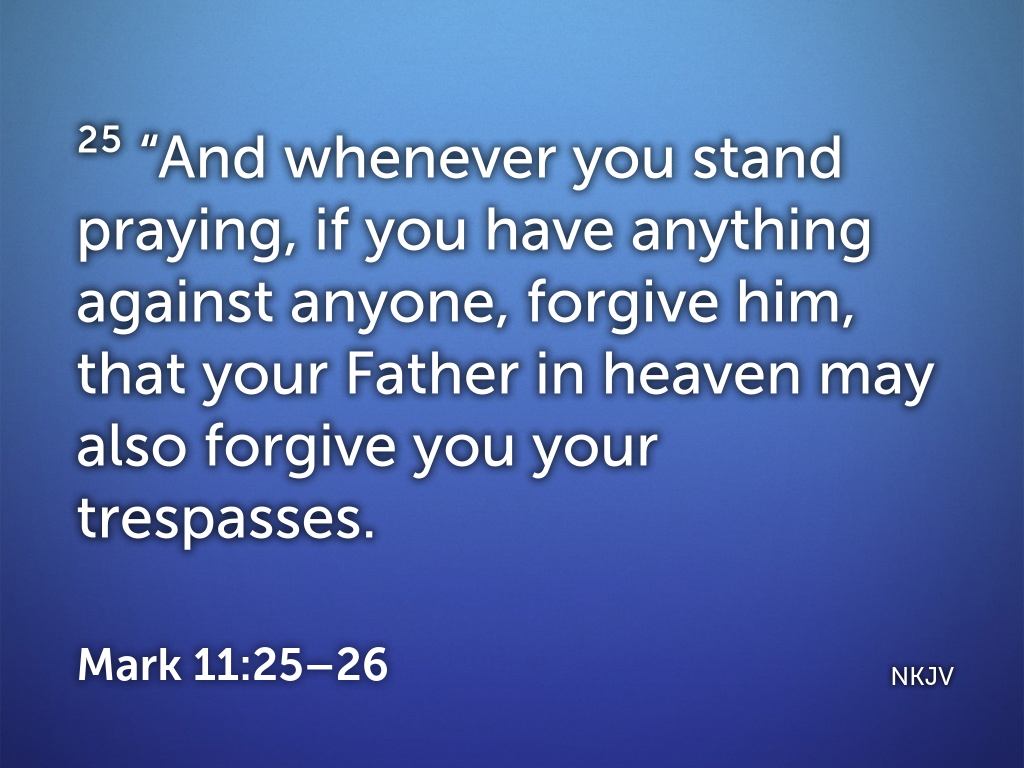 25 “And whenever you stand
praying, if you have anything
against anyone, forgive him,
that your Father in heaven may
also forgive you your
trespasses.
Mark 11:25–26
NKJV